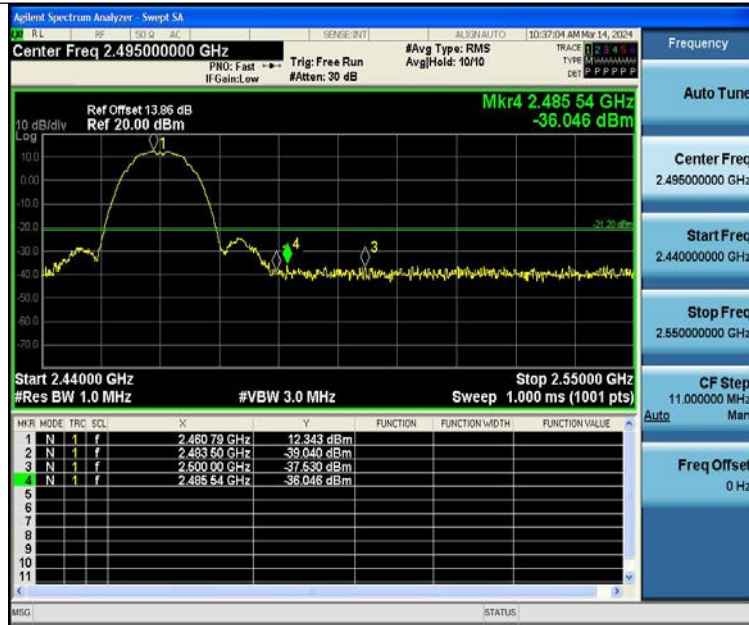 Agilent Spectrum Analyzer - Swept SA
RL RF 50 Ω AC SENSE:INT ALIGNAUTO 10:37:04 AM Mar 14, 2024
Center Freq 2.495000000 GHz
PNO: Fast
IFGain:Low
Trig: Free Run
#Atten: 30 dB
#Avg Type: RMS
Avg|Hold: 10/10
TRACE 1 2 3 4 5 6
TYPE M
DET P P P P P P
Ref Offset 13.86 dB
10 dB/div Ref 20.00 dBm
Log
Mkr4 2.485 54 GHz
-36.046 dBm
10.0
0.00
-10.0
-20.0
-30.0
-40.0
-50.0
-60.0
-70.0
1
4
3
-21.20 dBm
Start 2.44000 GHz Stop 2.55000 GHz
#Res BW 1.0 MHz #VBW 3.0 MHz Sweep 1.000 ms (1001 pts)
MKR MODE TRC SCL X Y FUNCTION FUNCTION WIDTH FUNCTION VALUE
1 N 1 f 2.460 79 GHz 12.343 dBm
2 N 1 f 2.483 50 GHz -39.040 dBm
3 N 1 f 2.500 00 GHz -37.530 dBm
4 N 1 f 2.485 54 GHz -36.046 dBm
5
6
7
8
9
10
11
MSG STATUS
Frequency
Auto Tune
Center Freq
2.495000000 GHz
Start Freq
2.440000000 GHz
Stop Freq
2.550000000 GHz
CF Step
11.000000 MHz
Auto Man
Freq Offset
0 Hz